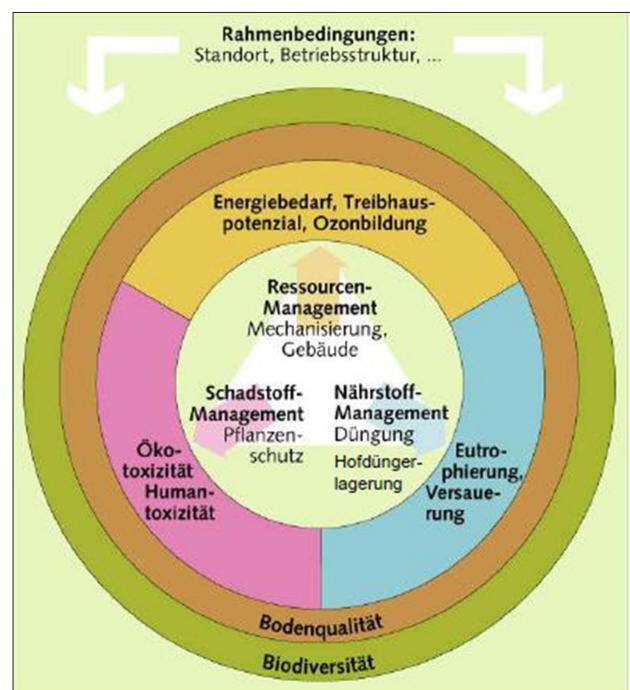 Rahmenbedingungen:
Standort, Betriebsstruktur, ...
Energiebedarf, Treibhaus-
potenzial, Ozonbildung
Ressourcen-
Management
Mechanisierung,
Gebäude
Schadstoff-
Management
Pflanzen-
schutz
Nährstoff-
Management
Düngung
Hofdünger-
lagerung
Öko-
toxizität
Human-
toxizität
Eutro-
phierung,
Versaue-
rung
Bodenqualität
Biodiversität